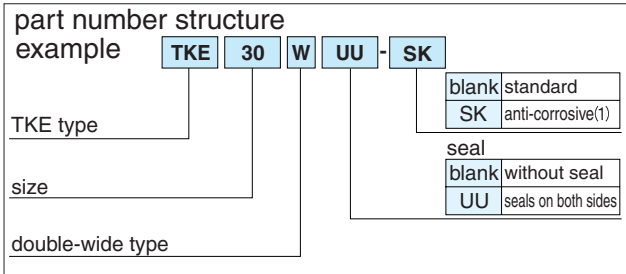 part number structure
example
TKE 30 W UU - SK
blank standard
SK anti-corrosive(1)
TKE type
seal
blank without seal
size
UU seals on both sides
double-wide type